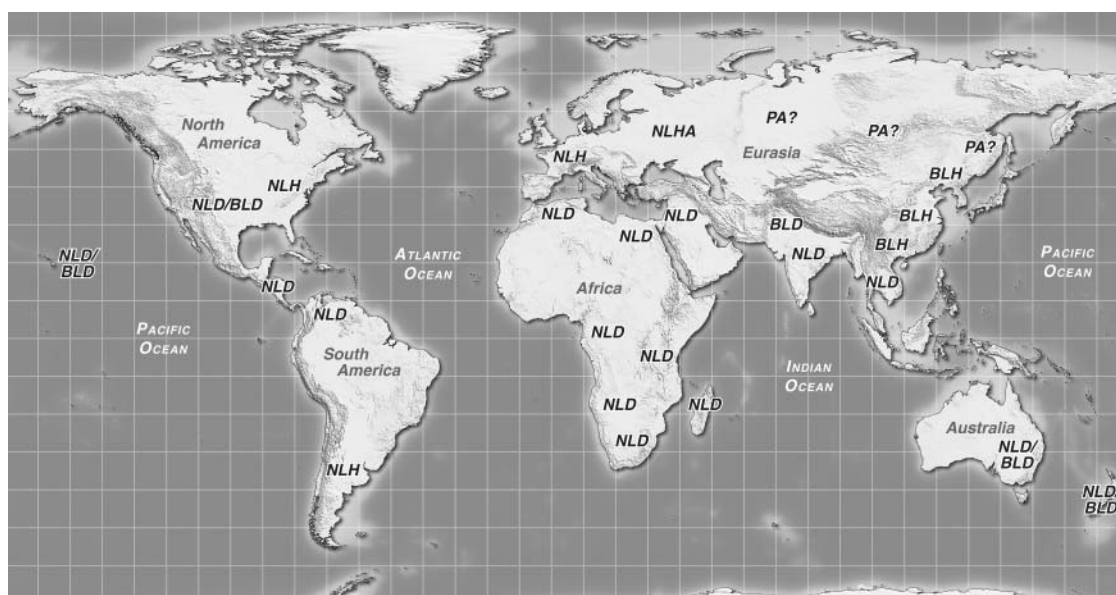 North
America
NLH
NLD/BLD
NLD/
BLD
NLD
PACIFIC
OCEAN
ATLANTIC
OCEAN
NLD
South
America
NLH
NLH
NLHA
PA?
Eurasia
PA?
PA?
BLH
BLH
BLH
NLD
NLD
NLD
BLD
NLD
NLD
Africa
NLD
NLD
NLD
NLD
NLD
INDIAN
OCEAN
PACIFIC
OCEAN
Australia
NLD/
BLD
NLD/
BLD